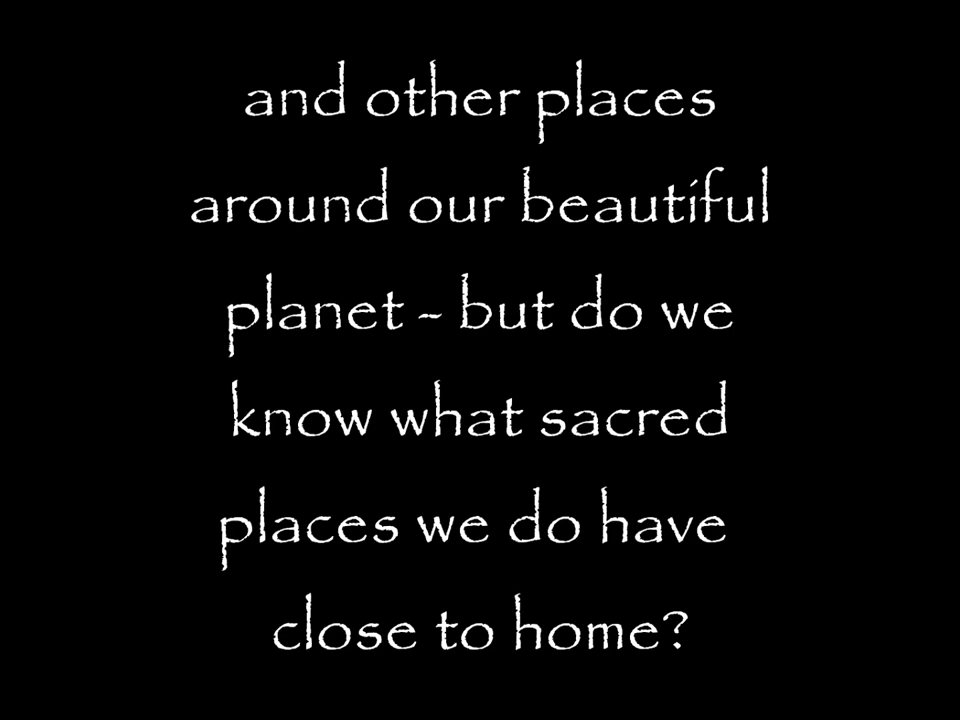 and other places
around our beautiful
planet - but do we
know what sacred
places we do have
close to home?